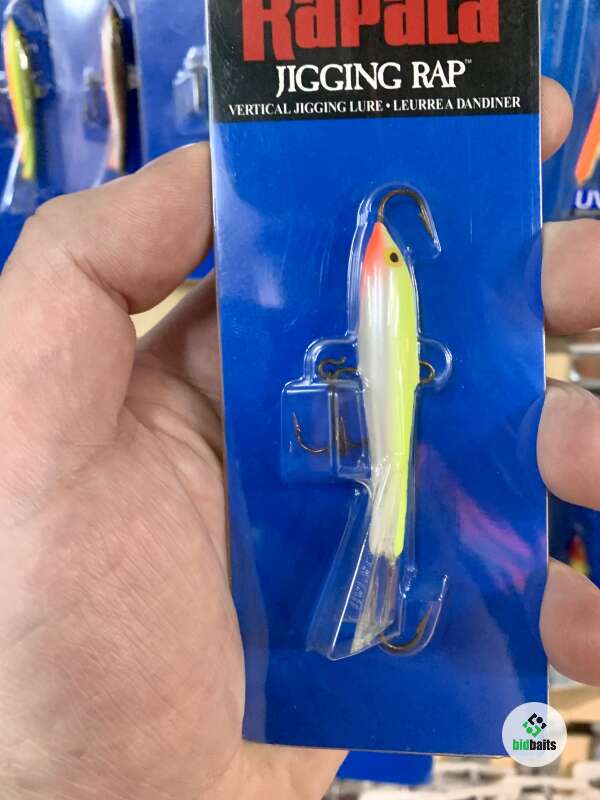 Rapala
JIGGING RAP™
VERTICAL JIGGING LURE • LEURRE A DANDINER
UV
bidbaits